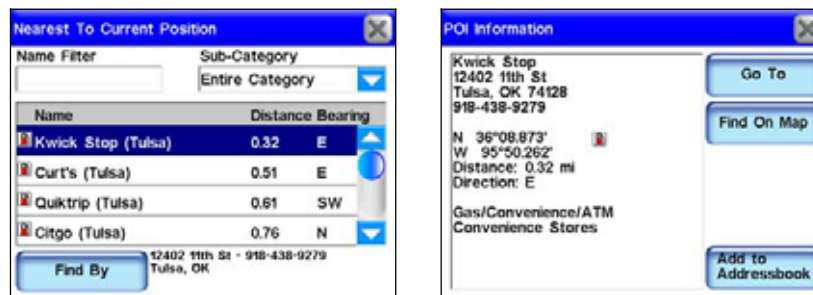 Nearest To Current Position
Name Filter
Sub-Category
Entire Category
Name Distance Bearing
Kwick Stop (Tulsa) 0.32 E
Curt's (Tulsa) 0.51 E
Quiktrip (Tulsa) 0.61 SW
Citgo (Tulsa) 0.76 N
Find By
12402 11th St - 918-438-9279
Tulsa, OK
POI Information
Kwick Stop
12402 11th St
Tulsa, OK 74128
918-438-9279
N 36°08.873'
W 95°50.262'
Distance: 0.32 mi
Direction: E
Gas/Convenience/ATM
Convenience Stores
Go To
Find On Map
Add to
Addressbook